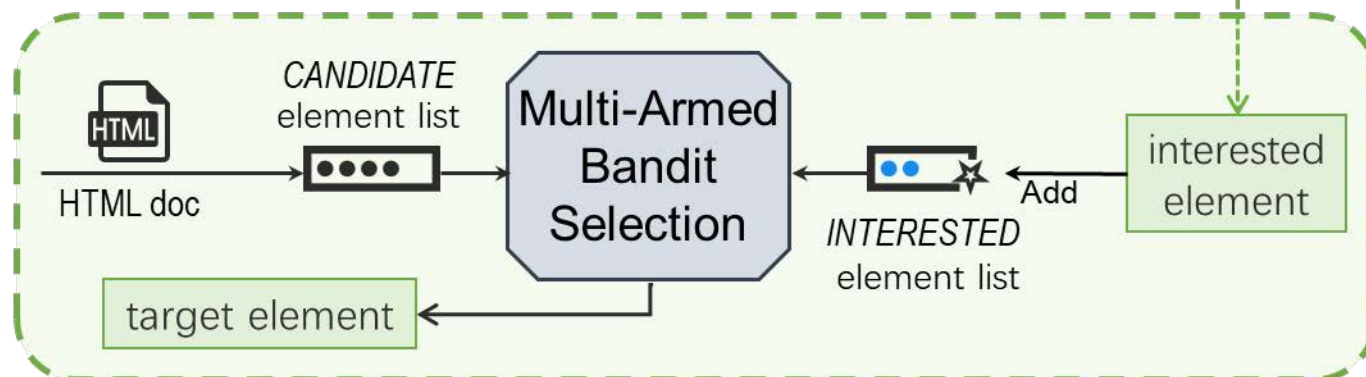 HTML
HTML doc
CANDIDATE
element list
Multi-Armed
Bandit
Selection
INTERESTED
element list
Add
interested
element
target element